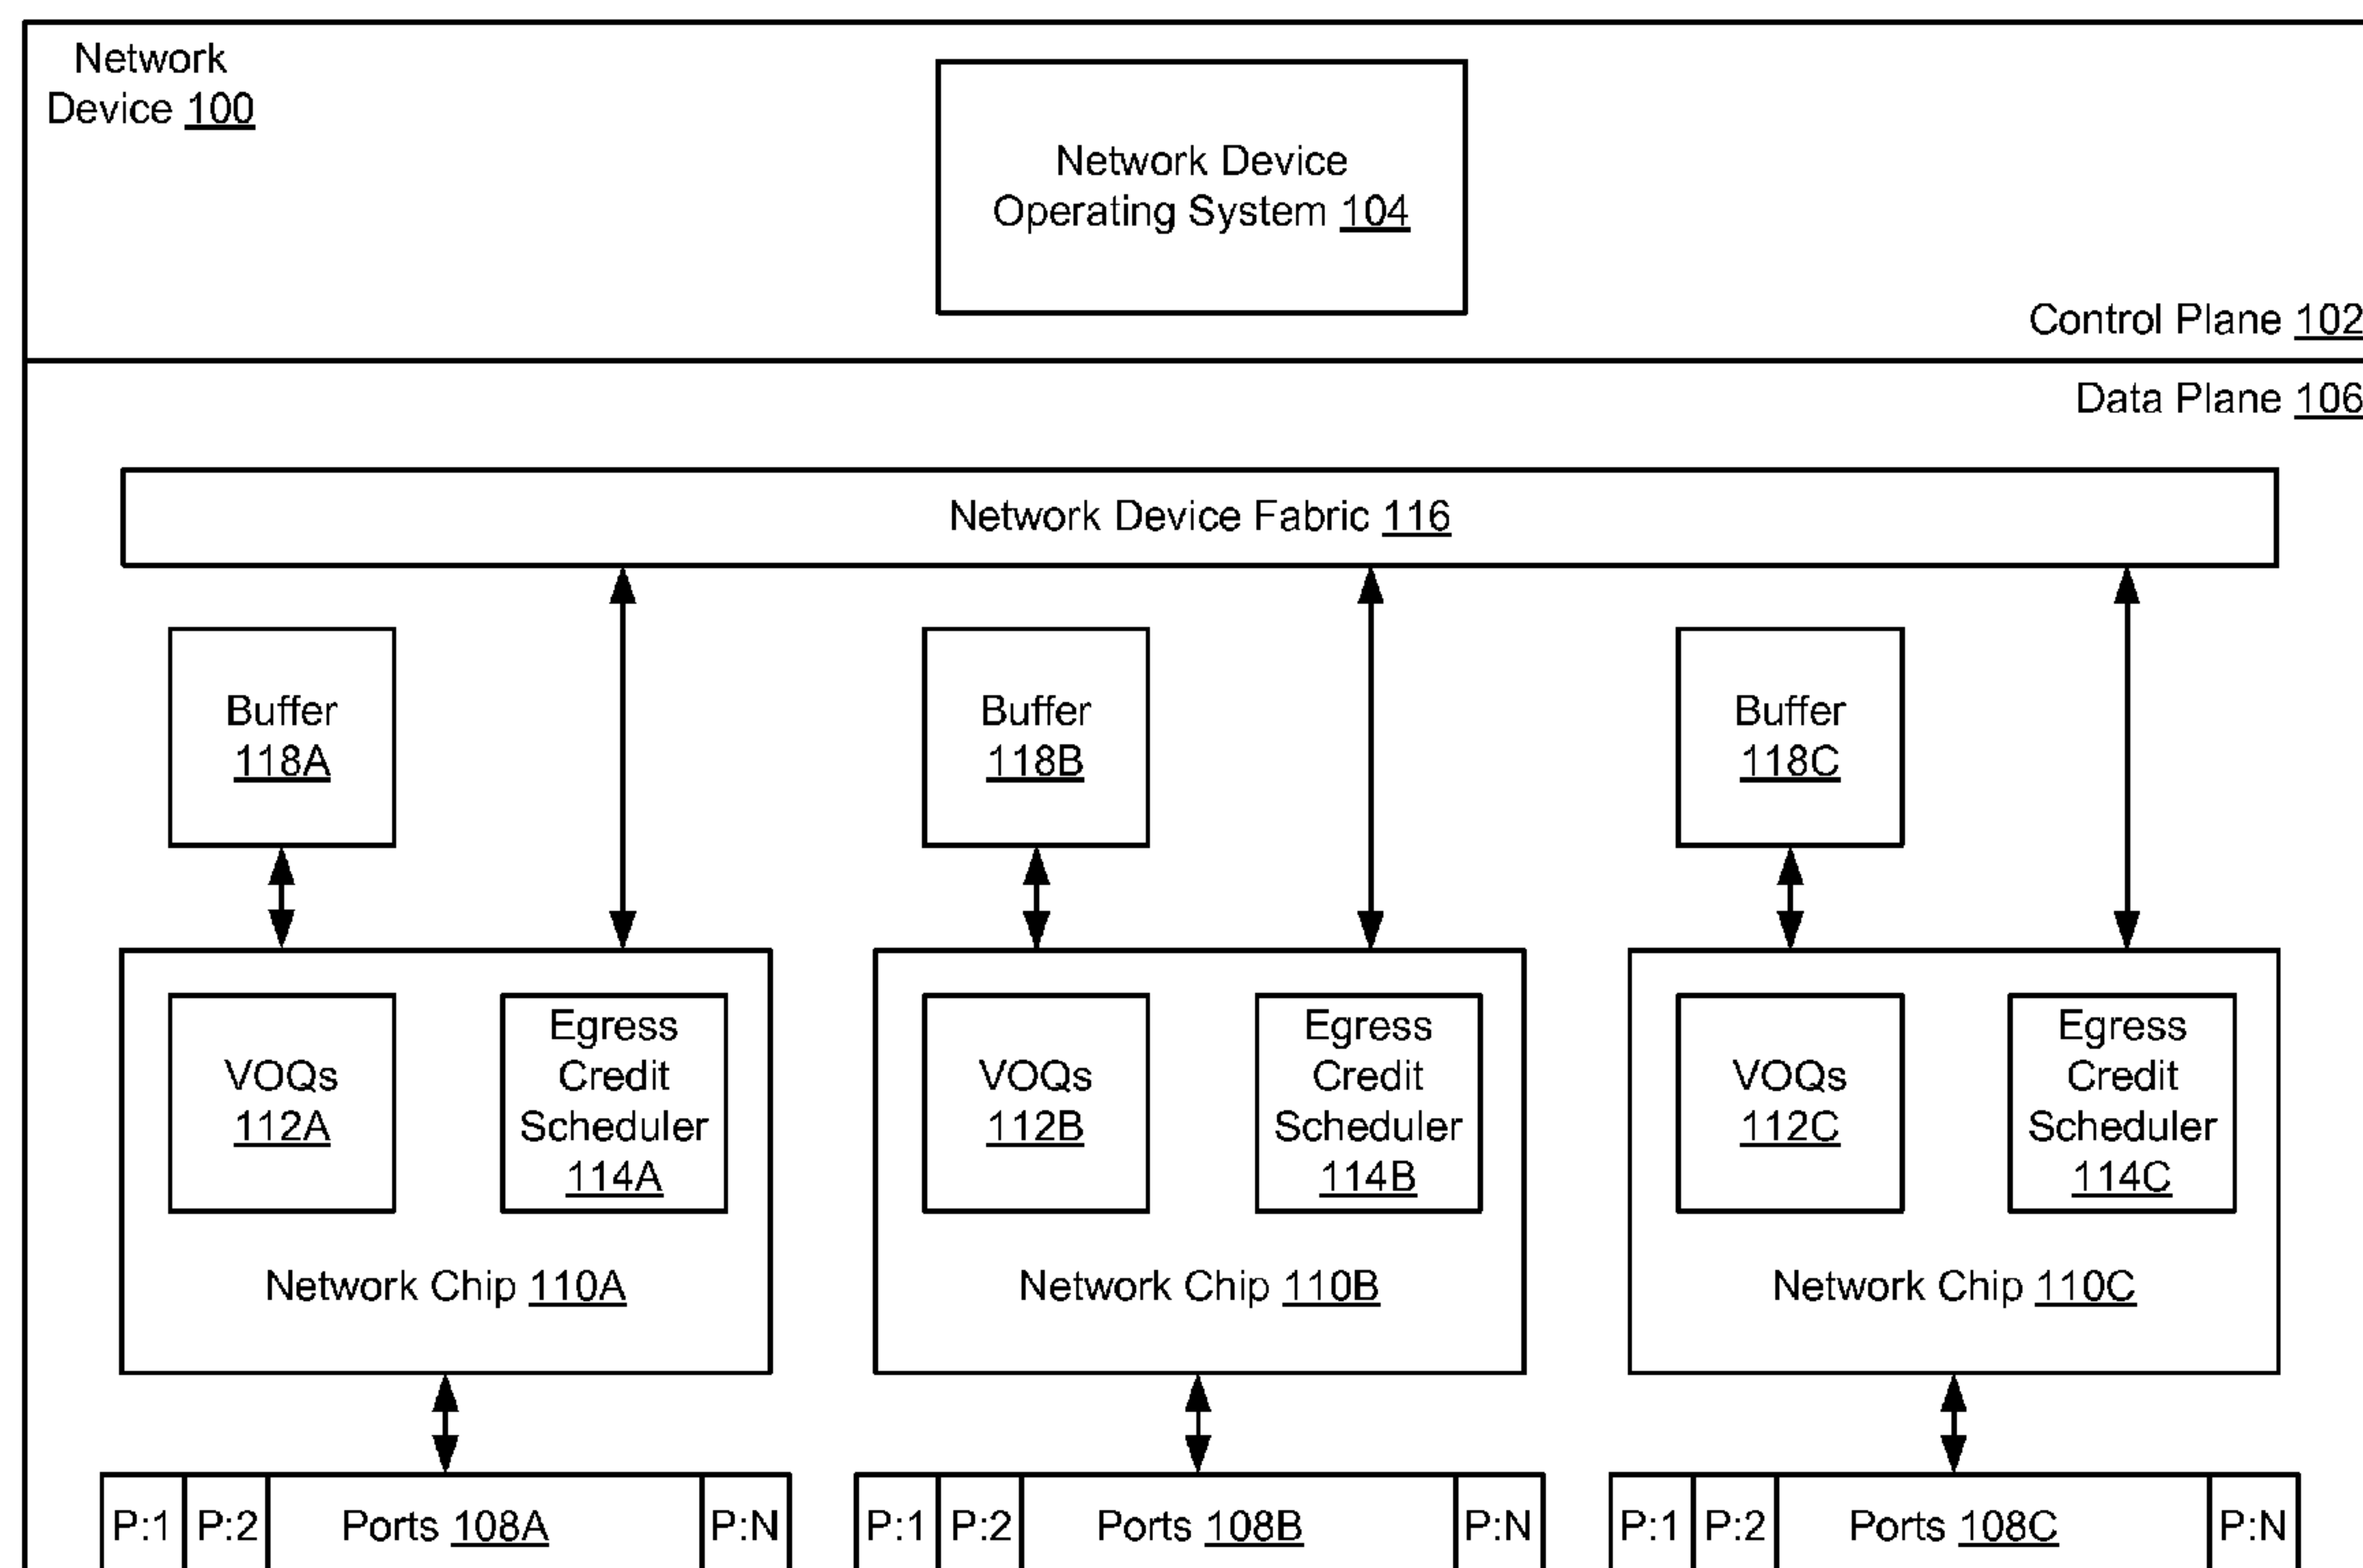 Network
Device 100
Network Device
Operating System 104
Control Plane 102
Data Plane 106
Network Device Fabric 116
Buffer
118A
Buffer
118B
Buffer
118C
VOQs
112A
Egress
Credit
Scheduler
114A
Network Chip 110A
VOQs
112B
Egress
Credit
Scheduler
114B
Network Chip 110B
VOQs
112C
Egress
Credit
Scheduler
114C
Network Chip 110C
P:1 P:2 Ports 108A P:N
P:1 P:2 Ports 108B P:N
P:1 P:2 Ports 108C P:N